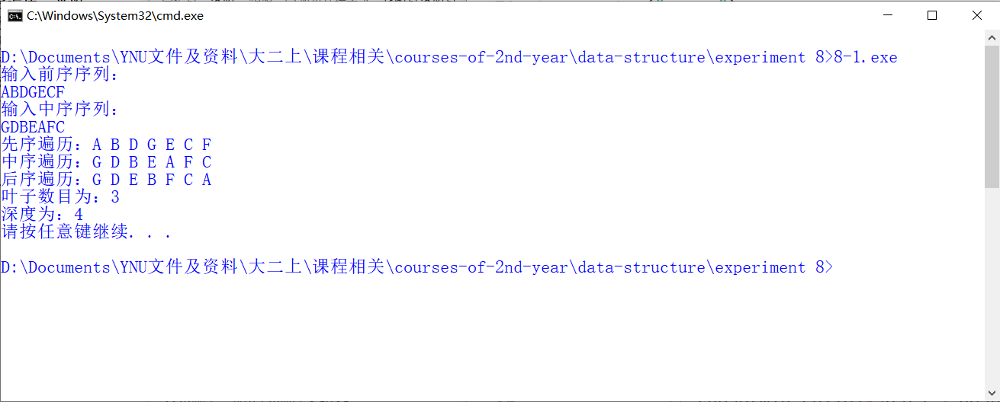 C:\Windows\System32\cmd.exe
D:\Documents\YNU文件及资料\大二上\课程相关\courses-of-2nd-year\data-structure\experiment 8>8-1.exe
输入前序序列：
ABDGECF
输入中序序列：
GDBEAFC
先序遍历：A B D G E C F
中序遍历：G D B E A F C
后序遍历：G D E B F C A
叶子数目为：3
深度为：4
请按任意键继续. . .
D:\Documents\YNU文件及资料\大二上\课程相关\courses-of-2nd-year\data-structure\experiment 8>